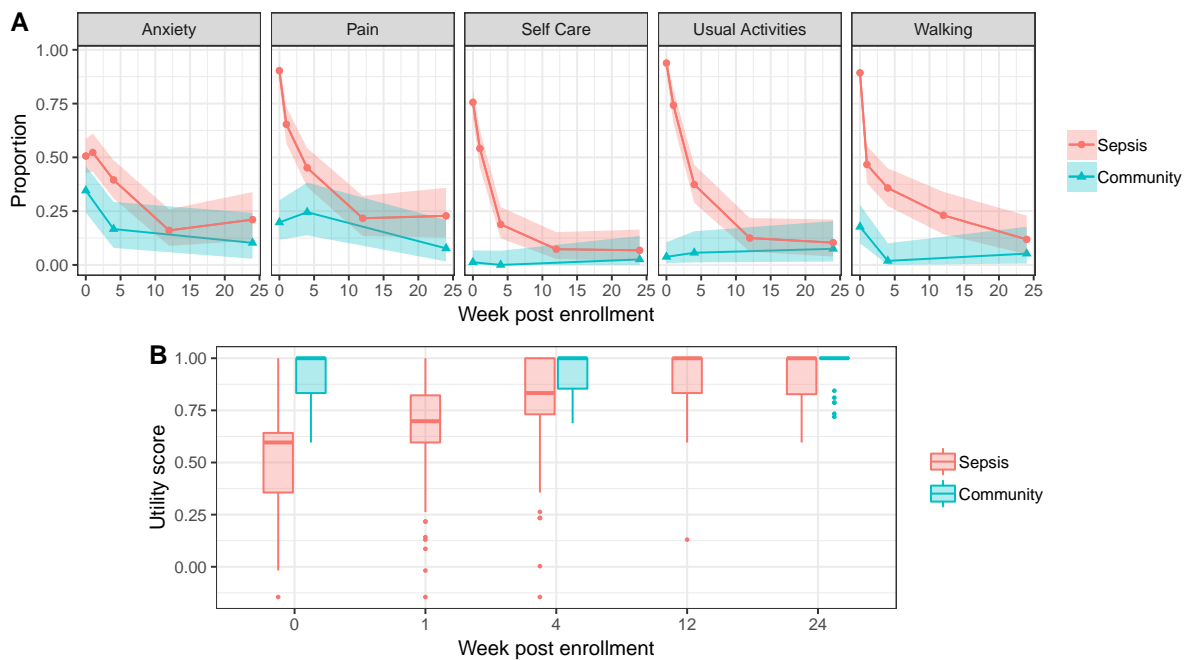 A
Anxiety Pain Self Care Usual Activities Walking
1.00
0.75
0.50
0.25
0.00
Proportion
0 5 10 15 20 25 0 5 10 15 20 25 0 5 10 15 20 25 0 5 10 15 20 25 0 5 10 15 20 25
Week post enrollment
Sepsis
Community
B
1.00
0.75
0.50
0.25
0.00
Utility score
0 1 4 12 24
Week post enrollment
Sepsis
Community